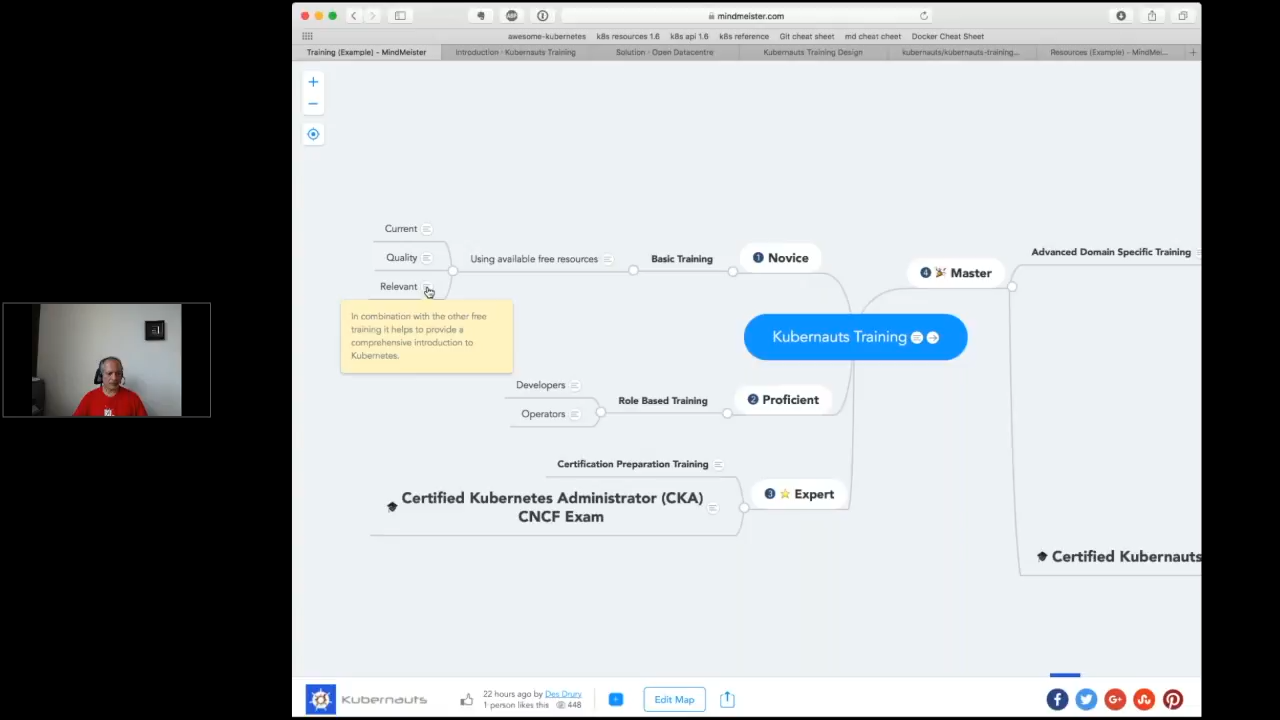 mindmeister.com
awesome-kubernetes k8s resources 1.6 k8s api 1.6 k8s reference Git cheat sheet md cheat cheet Docker Cheat Sheet
Training (Example) - MindMeister Introduction · Kubernauts Training Solution - Open Datacentre Kubernauts Training Design kubernauts/kubernauts-training... Resources (Example) - MindMei...
Current
Quality
Relevant
Using available free resources
Basic Training
1 Novice
In combination with the other free
training it helps to provide a
comprehensive introduction to
Kubernetes.
Kubernauts Training
Developers
Operators
Role Based Training
2 Proficient
Certification Preparation Training
Certified Kubernetes Administrator (CKA)
CNCF Exam
3 Expert
4 Master
Advanced Domain Specific Training
Certified Kubernauts
Kubernauts
22 hours ago by Des Drury
1 person likes this 448
Edit Map